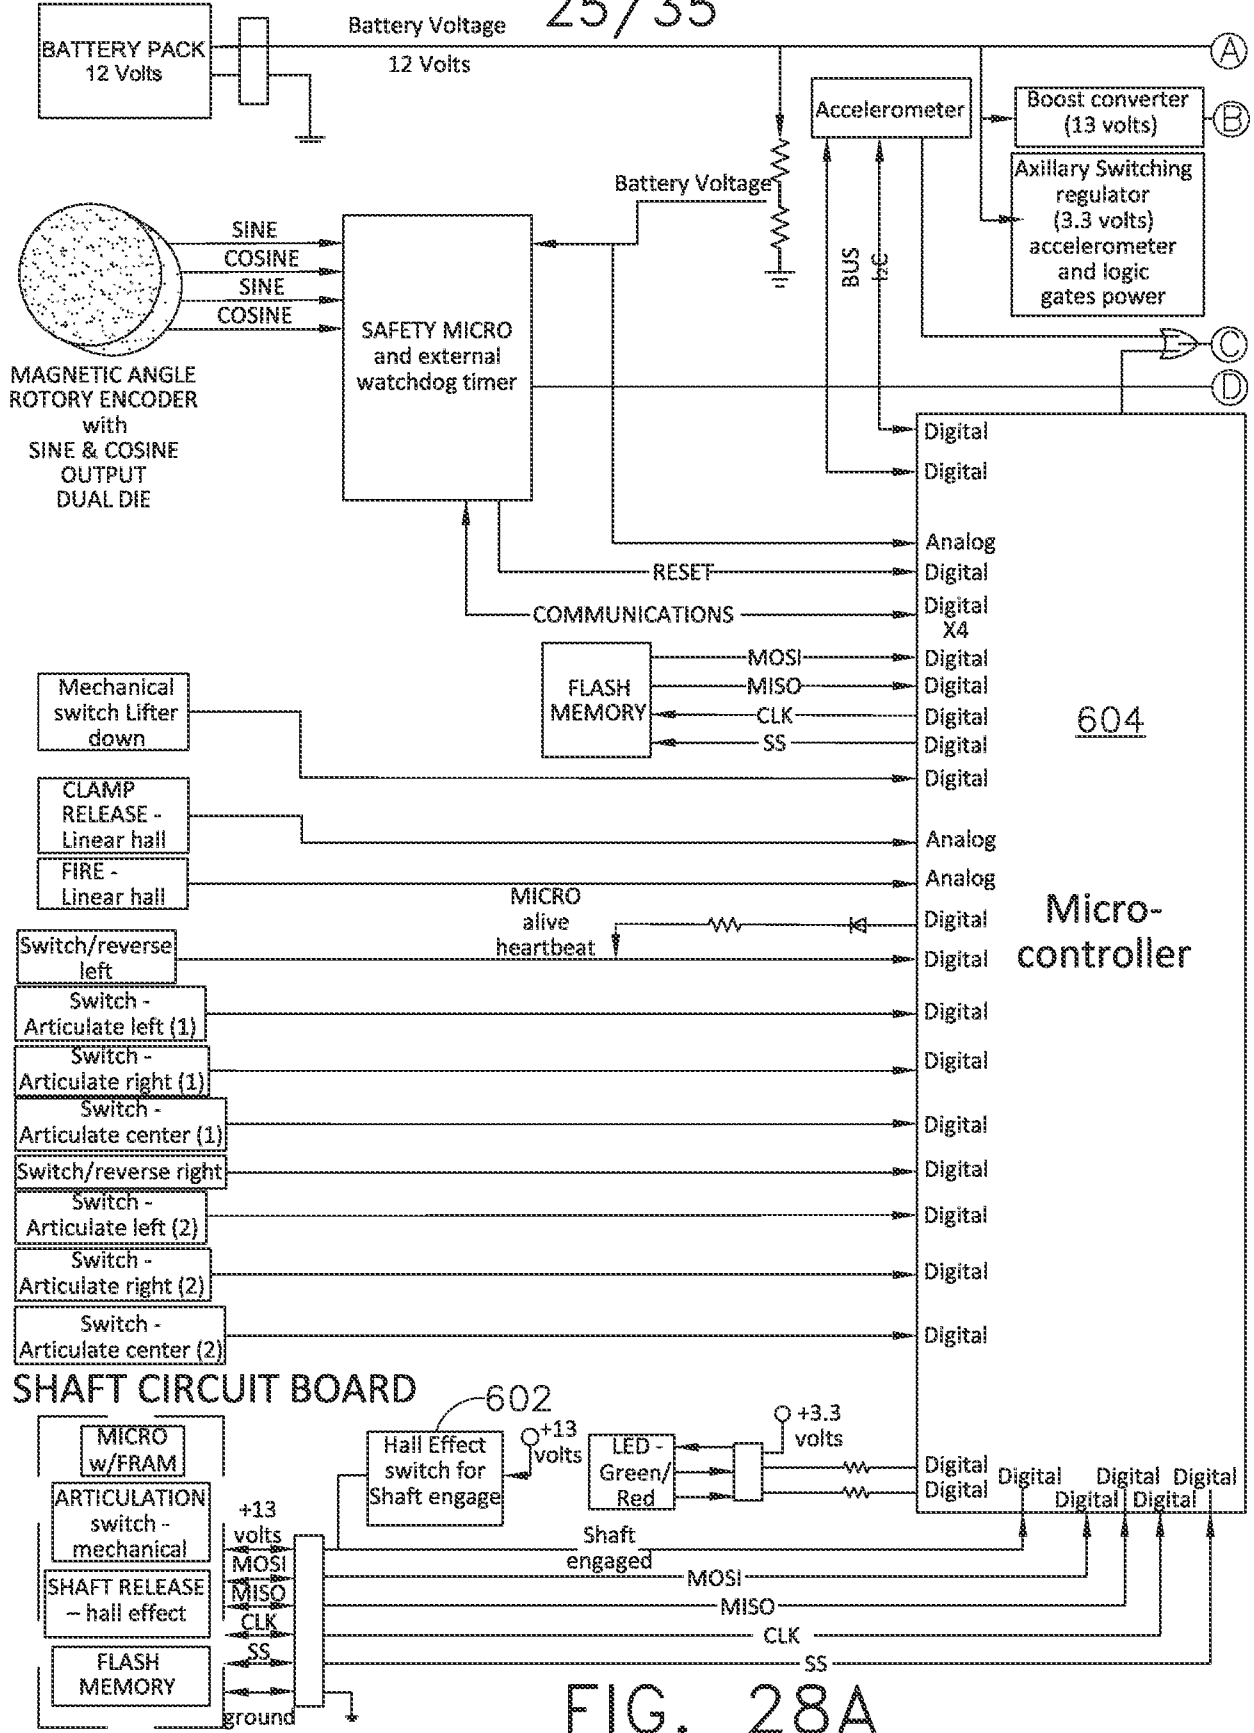 25/35
BATTERY PACK
12 Volts
Battery Voltage
12 Volts
A
Accelerometer
Boost converter
(13 volts)
B
Axillary Switching
regulator
(3.3 volts)
accelerometer
and logic
gates power
Battery Voltage
SINE
COSINE
SINE
COSINE
BUS
I2C
SAFETY MICRO
and external
watchdog timer
C
D
MAGNETIC ANGLE
ROTORY ENCODER
with
SINE & COSINE
OUTPUT
DUAL DIE
Digital
Digital
Analog
RESET
Digital
COMMUNICATIONS
Digital
X4
FLASH
MEMORY
MOSI
Digital
MISO
Digital
CLK
Digital
SS
Digital
604
Micro-
controller
Mechanical
switch Lifter
down
Digital
CLAMP
RELEASE -
Linear hall
Analog
FIRE -
Linear hall
Analog
MICRO
alive
heartbeat
Digital
Switch/reverse
left
Digital
Switch -
Articulate left (1)
Digital
Switch -
Articulate right (1)
Digital
Switch -
Articulate center (1)
Digital
Switch/reverse right
Digital
Switch -
Articulate left (2)
Digital
Switch -
Articulate right (2)
Digital
Switch -
Articulate center (2)
Digital
SHAFT CIRCUIT BOARD
602
MICRO
w/FRAM
ARTICULATION
switch -
mechanical
SHAFT RELEASE
– hall effect
FLASH
MEMORY
+13
volts
MOSI
MISO
CLK
SS
ground
Hall Effect
switch for
Shaft engage
+13
volts
LED -
Green/
Red
+3.3
volts
Digital
Digital
Digital
Digital
Digital
Digital
Digital
Shaft
engaged
MOSI
MISO
CLK
SS
FIG. 28A